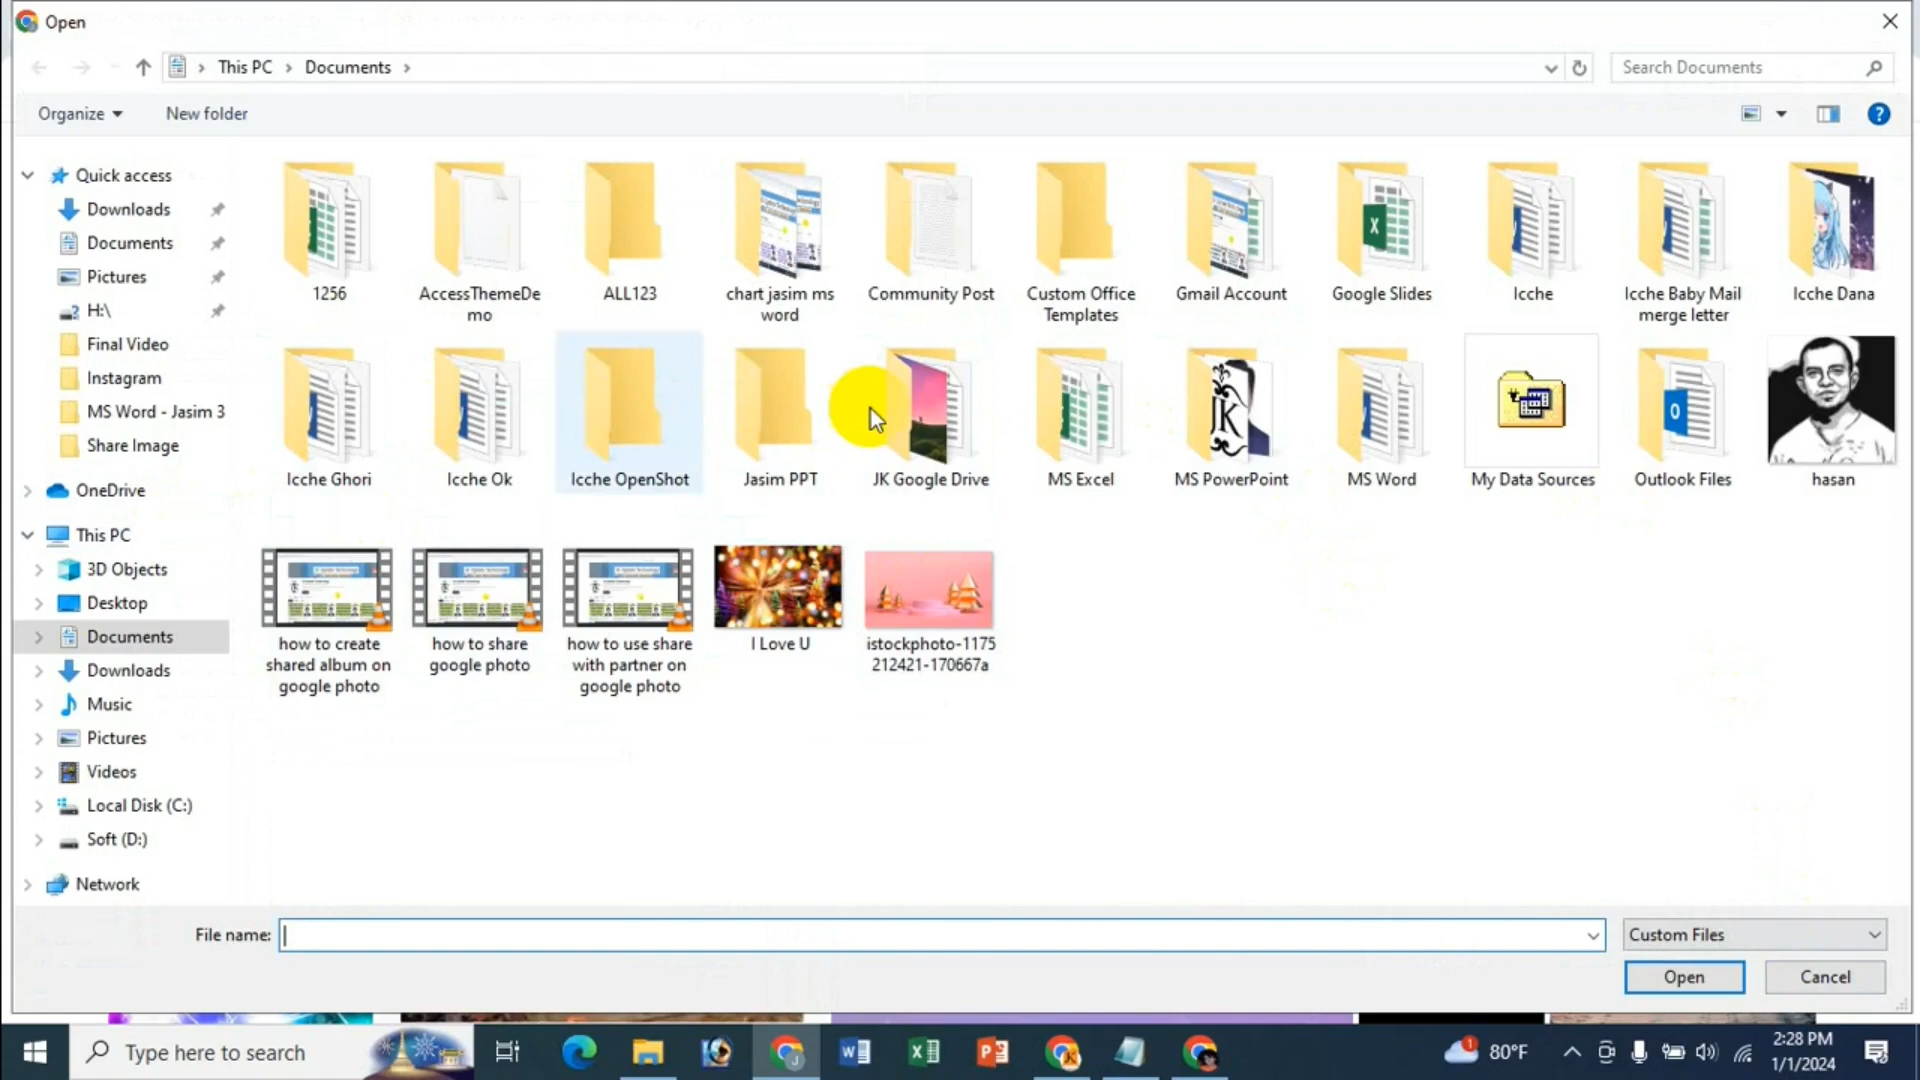 Open
This PC
Documents
Search Documents
Organize
New folder
Quick access
Downloads
Documents
Pictures
H:\
Final Video
Instagram
MS Word - Jasim 3
Share Image
OneDrive
This PC
3D Objects
Desktop
Documents
Downloads
Music
Pictures
Videos
Local Disk (C:)
Soft (D:)
Network
1256
AccessThemeDe
mo
ALL123
chart jasim ms
word
Community Post
Custom Office
Templates
Gmail Account
Google Slides
Icche
Icche Baby Mail
merge letter
Icche Dana
Icche Ghori
Icche Ok
Icche OpenShot
Jasim PPT
JK Google Drive
MS Excel
MS PowerPoint
MS Word
My Data Sources
Outlook Files
hasan
how to create
shared album on
google photo
how to share
google photo
how to use share
with partner on
google photo
I Love U
istockphoto-1175
212421-170667a
File name:
Custom Files
Open
Cancel
Type here to search
80°F
2:28 PM
1/1/2024